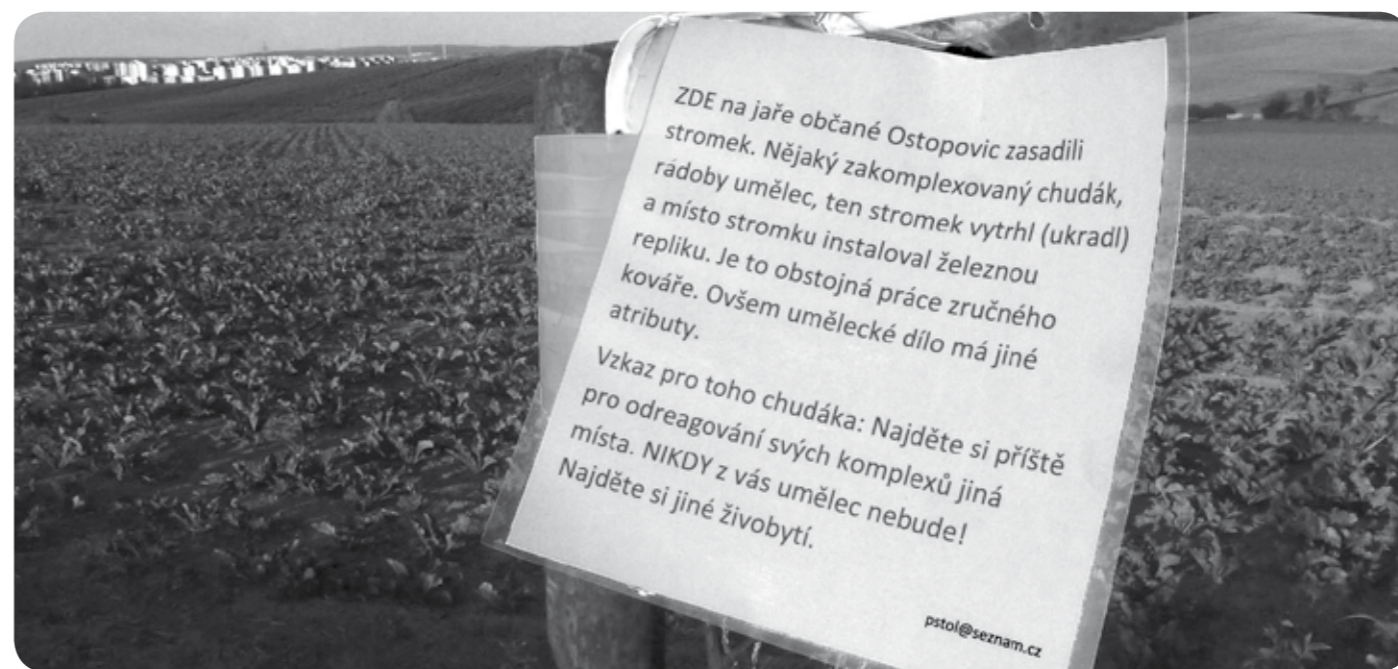 ZDE na jaře občané Ostopovic zasadili
stromek. Nějaký zakomplexovaný chudák,
rádoby umělec, ten stromek vytrhl (ukradl)
a místo stromku instaloval železnou
repliku. Je to obstojná práce zručného
kováře. Ovšem umělecké dílo má jiné
atributy.
Vzkaz pro toho chudáka: Najděte si příště
pro odreagování svých komplexů jiná
místa. NIKDY z vás umělec nebude!
Najděte si jiné živobytí.
pstol@seznam.cz